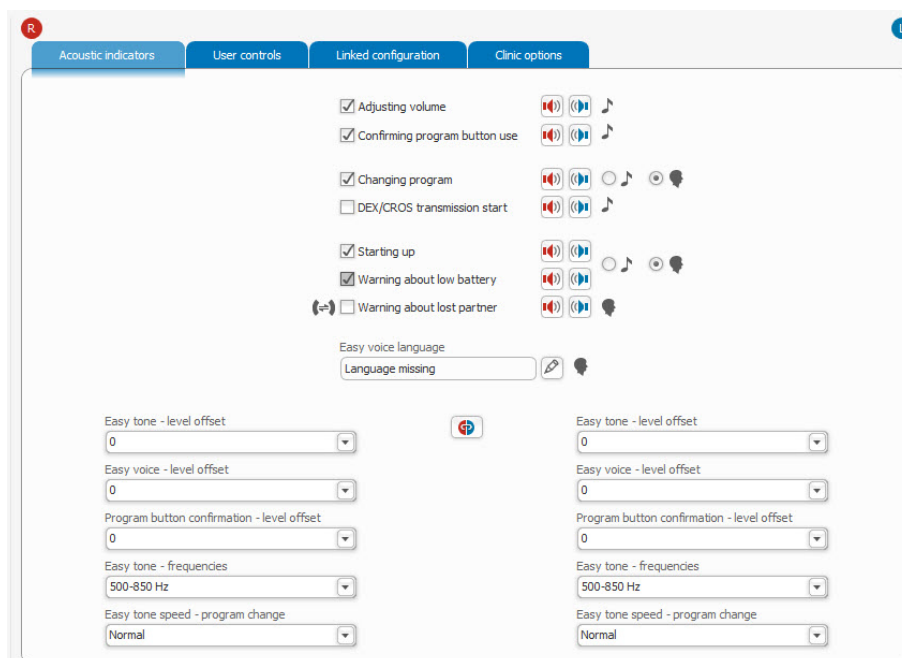 R
Acoustic indicators User controls Linked configuration Clinic options
Adjusting volume
Confirming program button use
Changing program
DEX/CROS transmission start
Starting up
Warning about low battery
Warning about lost partner
Easy voice language
Language missing
Easy tone - level offset Easy tone - level offset
0 0
Easy voice - level offset Easy voice - level offset
0 0
Program button confirmation - level offset Program button confirmation - level offset
0 0
Easy tone - frequencies Easy tone - frequencies
500-850 Hz 500-850 Hz
Easy tone speed - program change Easy tone speed - program change
Normal Normal